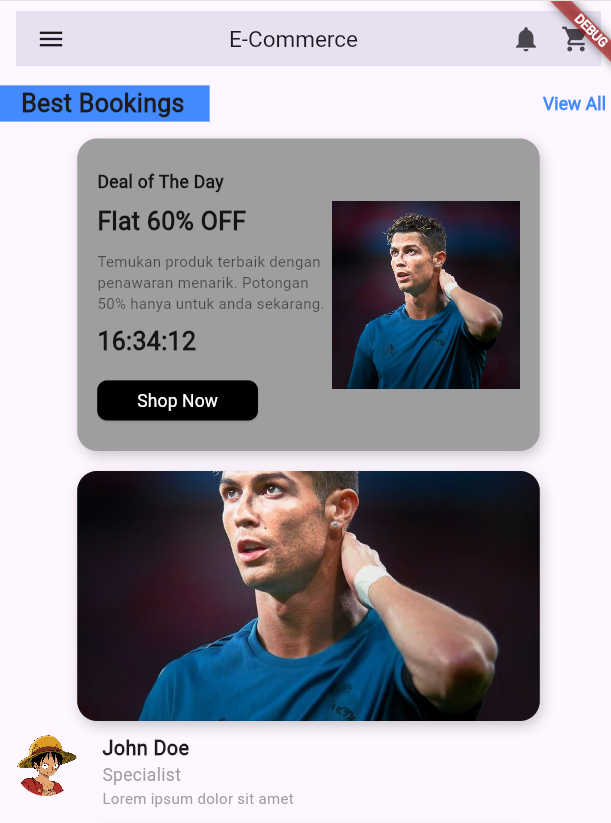 E-Commerce
DEBUG
Best Bookings
View All
Deal of The Day
Flat 60% OFF
Temukan produk terbaik dengan
penawaran menarik. Potongan
50% hanya untuk anda sekarang.
16:34:12
Shop Now
John Doe
Specialist
Lorem ipsum dolor sit amet